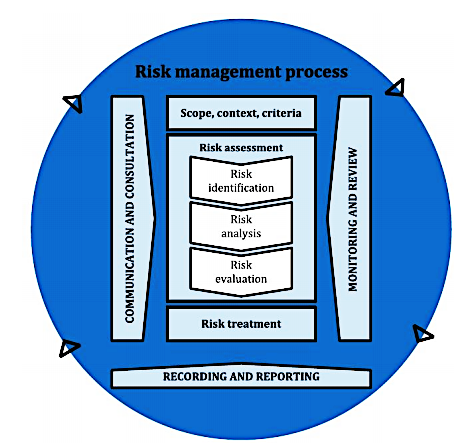 Risk management process
Scope, context, criteria
Risk assessment
Risk
identification
Risk
analysis
Risk
evaluation
Risk treatment
COMMUNICATION AND CONSULTATION
MONITORING AND REVIEW
RECORDING AND REPORTING